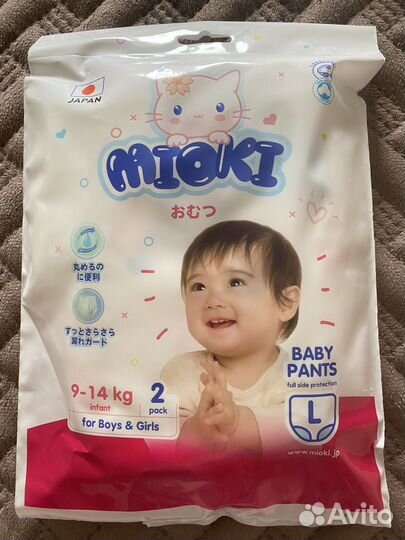 JAPAN
MIOKI
おむつ
丸めるの
に便利
ずっとさらさら
漏れガード
9-14 kg
infant
2
pack
for Boys & Girls
BABY
PANTS
full side protection
L
www.mioki.jp
Avito